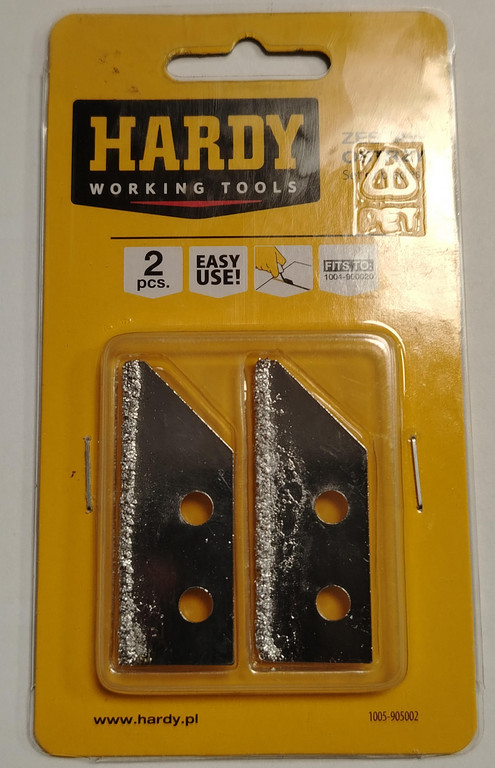 HARDY
WORKING TOOLS
2
pcs.
EASY
USE!
FITS TO:
1004-900020
www.hardy.pl
1005-905002